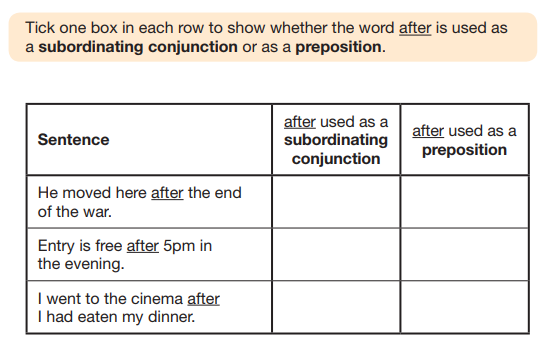 Tick one box in each row to show whether the word after is used as
a subordinating conjunction or as a preposition.
Sentence
after used as a
subordinating
conjunction
after used as a
preposition
He moved here after the end
of the war.
Entry is free after 5pm in
the evening.
I went to the cinema after
I had eaten my dinner.